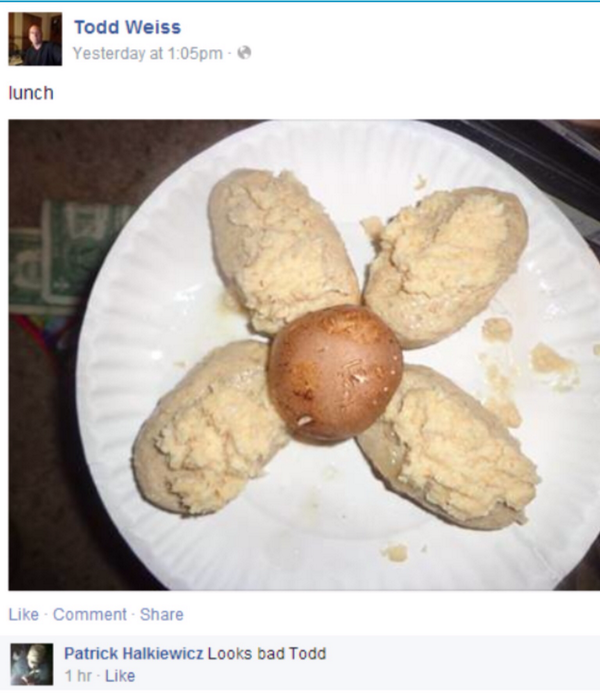 Todd Weiss
Yesterday at 1:05pm ·
lunch
Like · Comment · Share
Patrick Halkiewicz Looks bad Todd
1 hr · Like